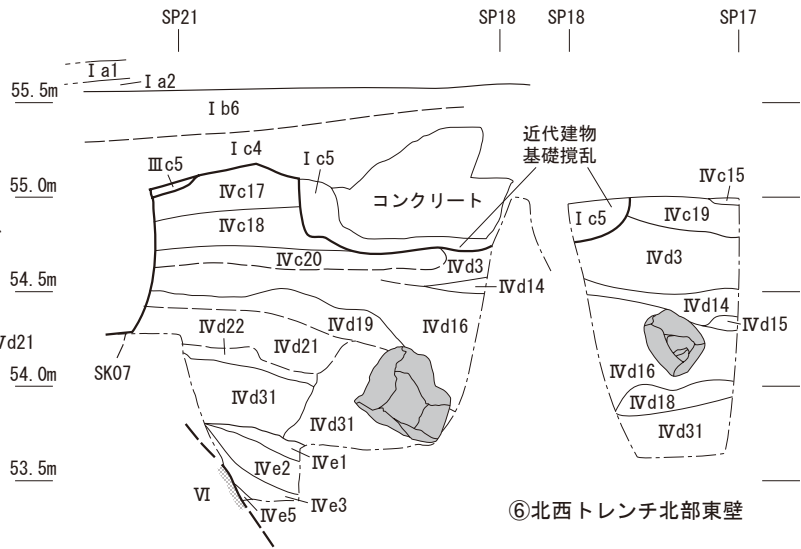 SP21
SP18
SP18
SP17
Ⅰa1
Ⅰa2
55.5m
Ⅰb6
Ⅰc4
近代建物
基礎撹乱
Ⅲc5
Ⅰc5
Ⅳc15
55.0m
Ⅳc17
コンクリート
Ⅰc5
Ⅳc19
Ⅳc18
Ⅳc20
Ⅳd3
Ⅳd3
54.5m
Ⅳd14
Ⅳd14
Ⅳd22
Ⅳd19
Ⅳd16
Ⅳd15
Ⅳd21
Ⅳd21
SK07
54.0m
Ⅳd16
Ⅳd31
Ⅳd31
Ⅳd18
Ⅳd31
53.5m
Ⅳe2
Ⅳe1
Ⅵ
Ⅳe5
Ⅳe3
⑥北西トレンチ北部東壁